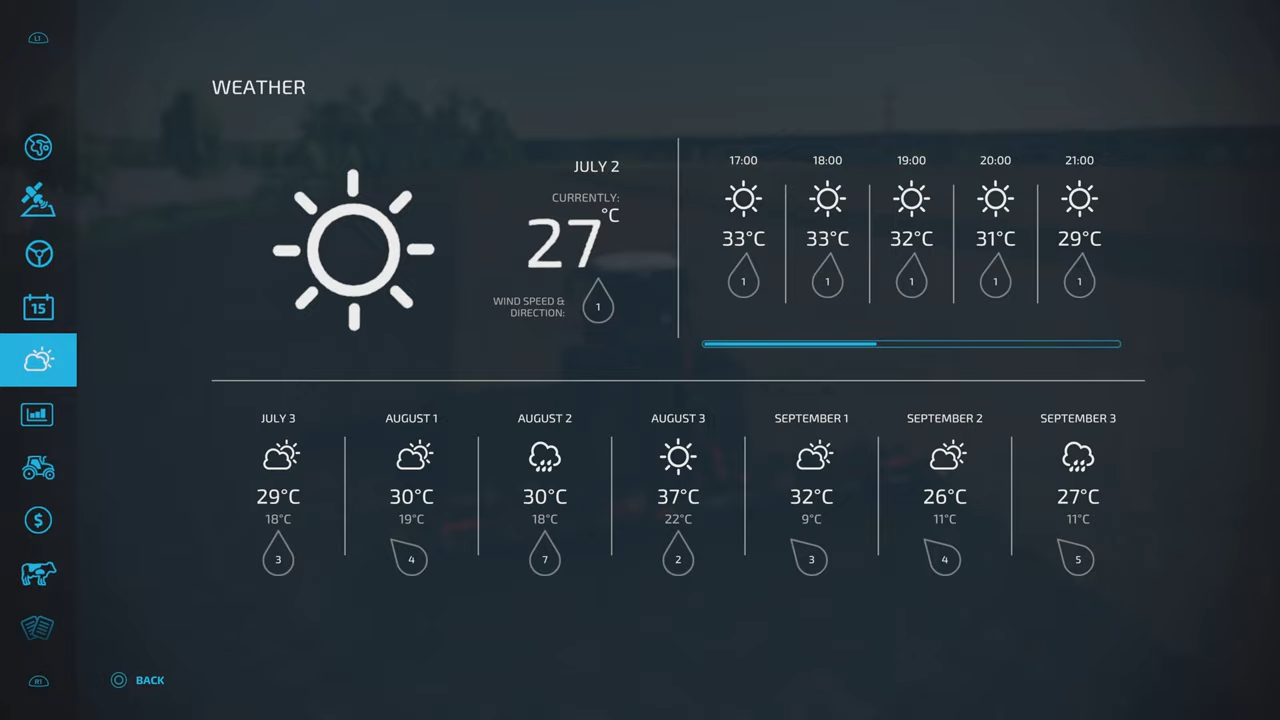 L1
WEATHER
JULY 2
CURRENTLY:
27°C
WIND SPEED &
DIRECTION:
1
17:00 18:00 19:00 20:00 21:00
33°C 33°C 32°C 31°C 29°C
1 1 1 1 1
15
JULY 3 AUGUST 1 AUGUST 2 AUGUST 3 SEPTEMBER 1 SEPTEMBER 2 SEPTEMBER 3
29°C 30°C 30°C 37°C 32°C 26°C 27°C
18°C 19°C 18°C 22°C 9°C 11°C 11°C
3 4 7 2 3 4 5
$
R1
BACK